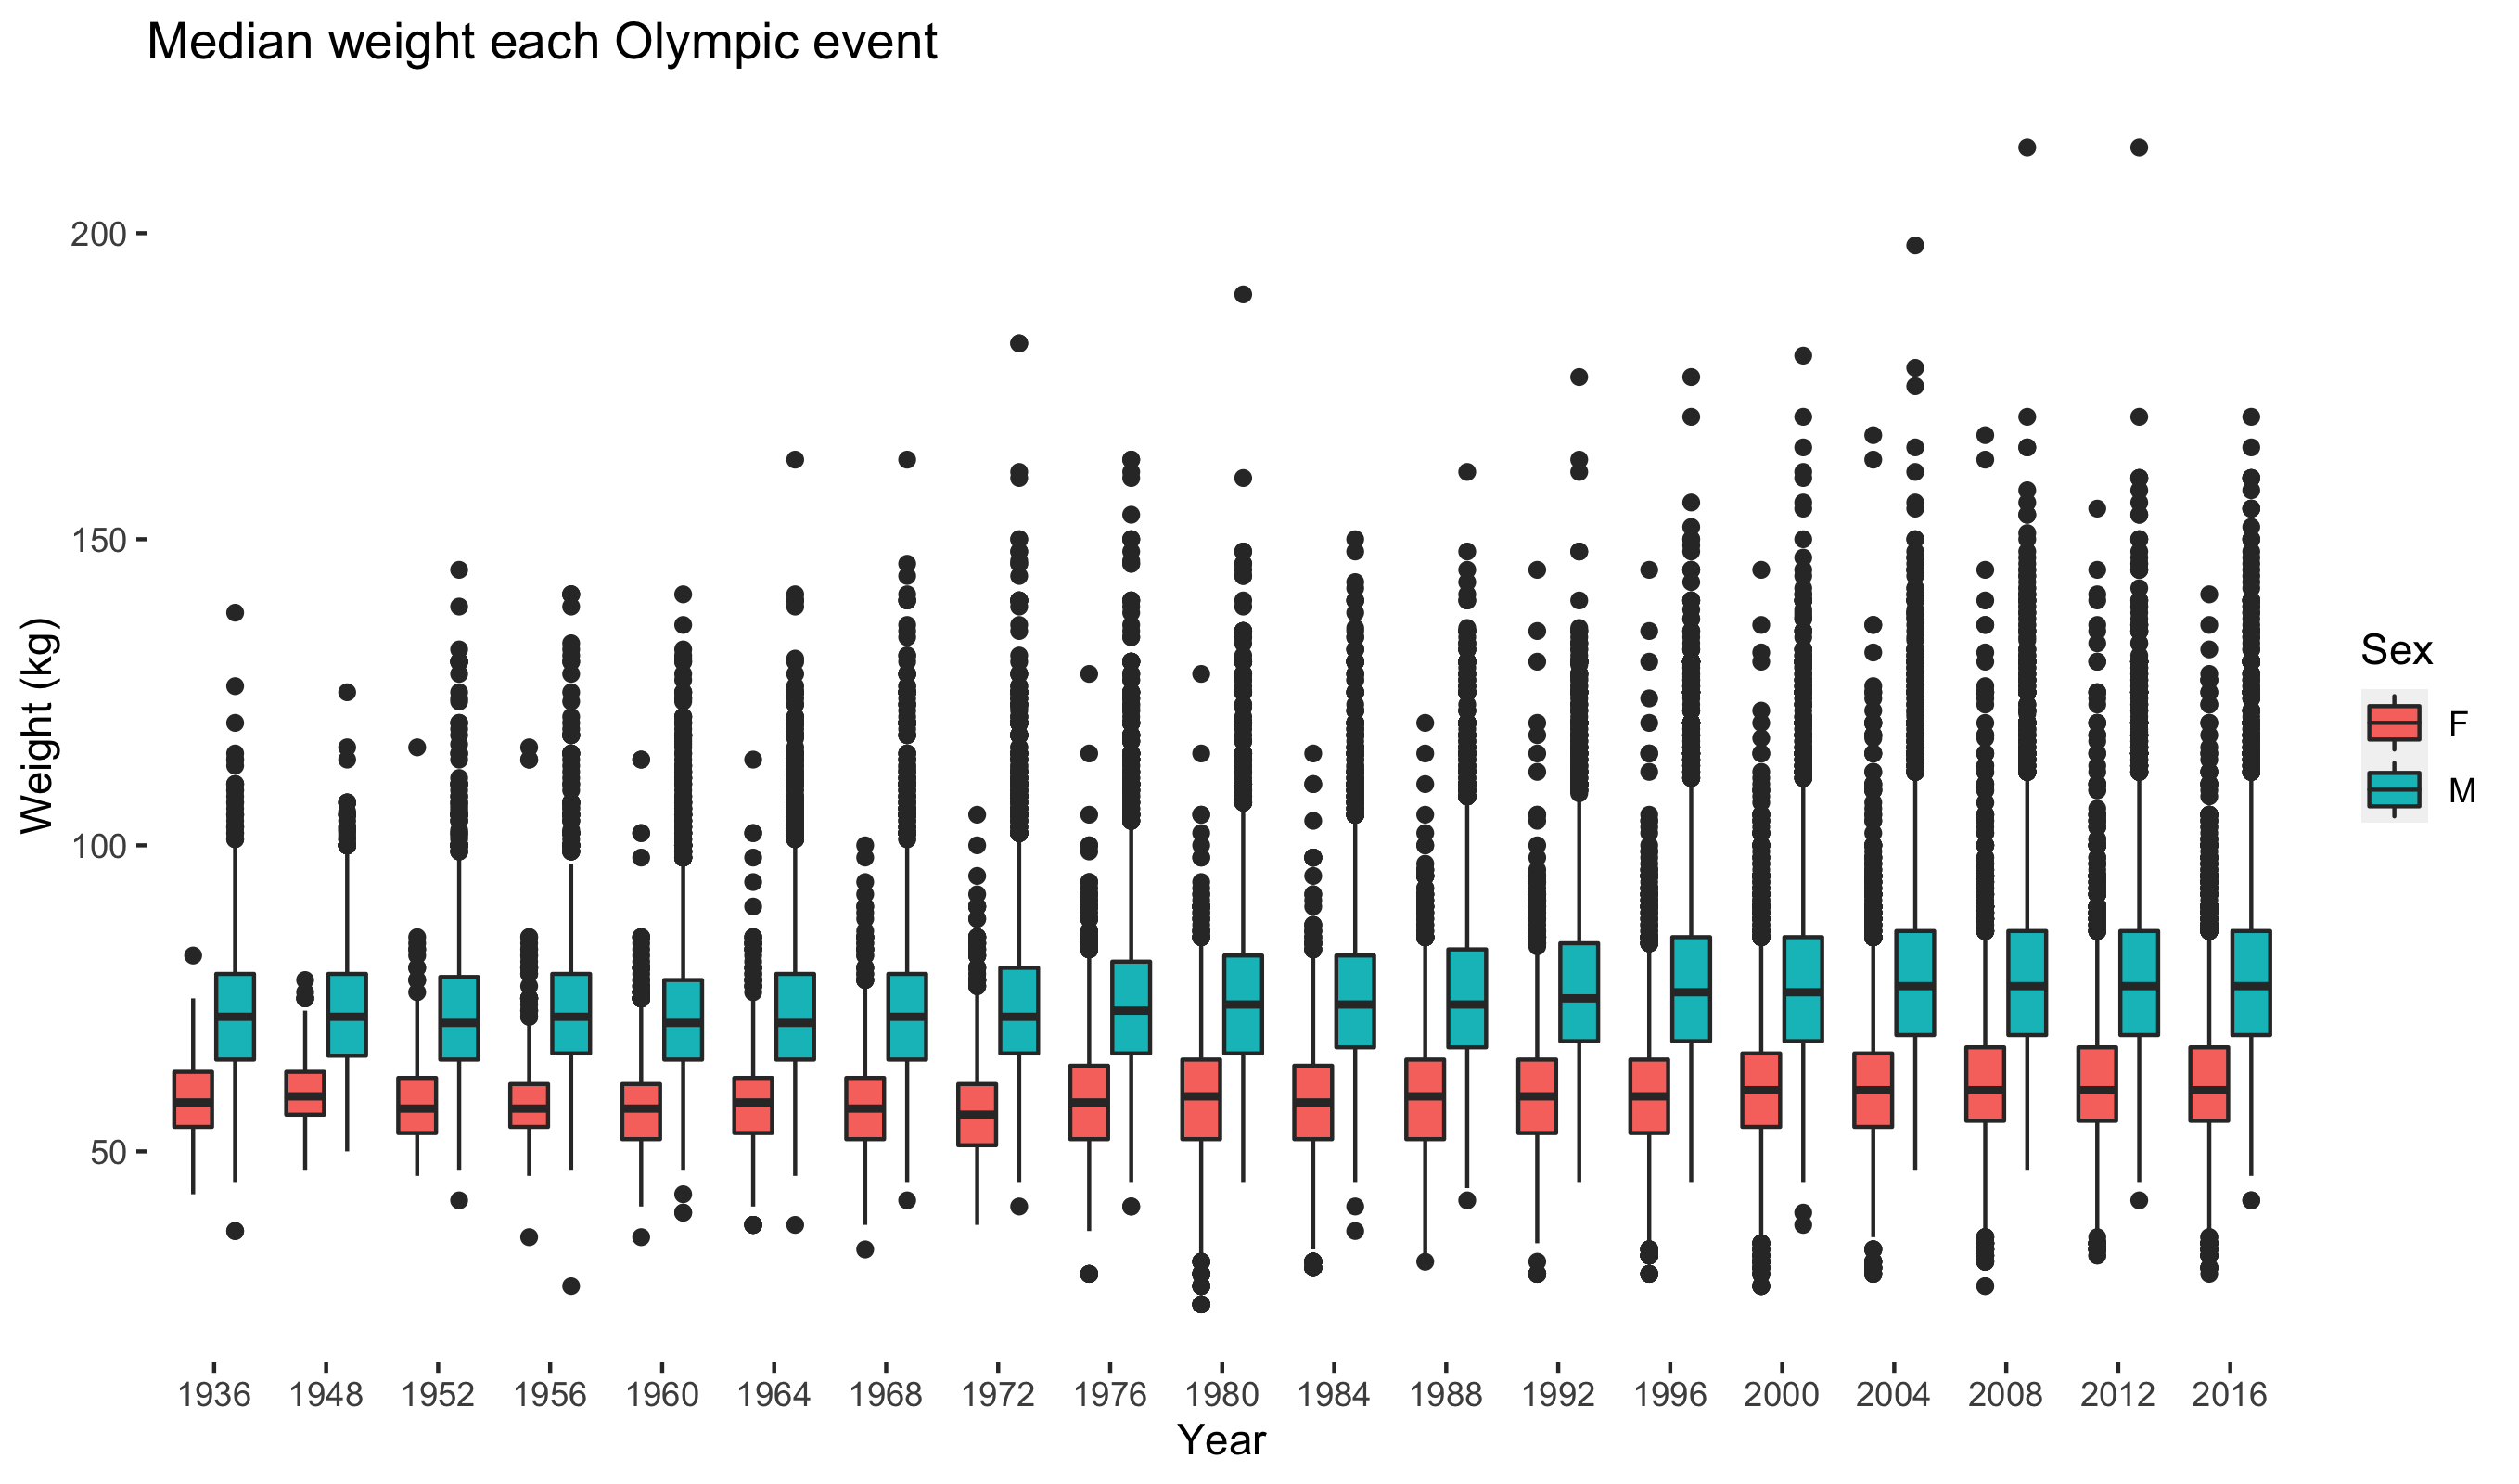 Median weight each Olympic event
Weight (kg)
200
150
100
50
1936 1948 1952 1956 1960 1964 1968 1972 1976 1980 1984 1988 1992 1996 2000 2004 2008 2012 2016
Year
Sex
F
M